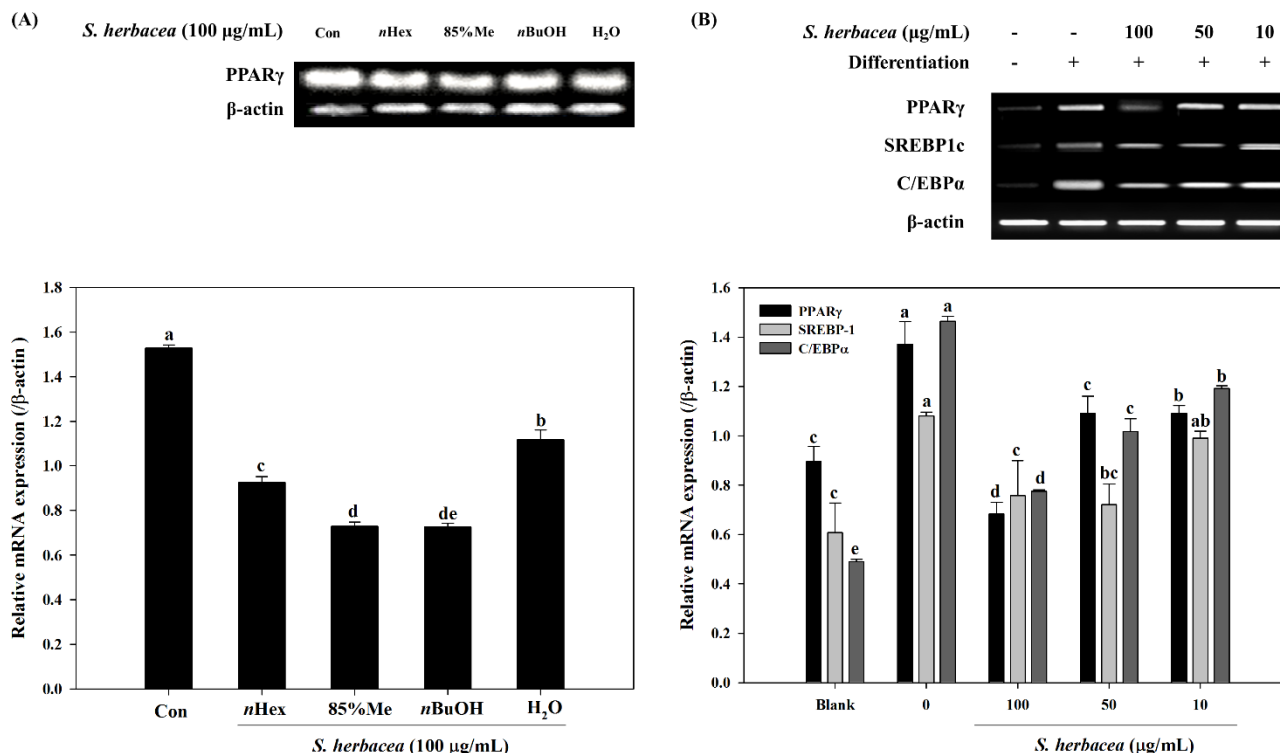 (A)
S. herbacea (100 μg/mL) Con nHex 85%Me nBuOH H₂O
PPARγ
β-actin
Relative mRNA expression (/β-actin)
1.8
1.6
1.4
1.2
1.0
0.8
0.6
0.4
0.2
0.0
a
c
d
de
b
Con nHex 85%Me nBuOH H₂O
S. herbacea (100 μg/mL)
(B)
S. herbacea (μg/mL) - - 100 50 10
Differentiation - + + + +
PPARγ
SREBP1c
C/EBPα
β-actin
Relative mRNA expression (/β-actin)
1.6
1.4
1.2
1.0
0.8
0.6
0.4
0.2
0.0
PPARγ
SREBP-1
C/EBPα
c c e
a a a
d c d
c bc c
b ab b
Blank 0 100 50 10
S. herbacea (μg/mL)